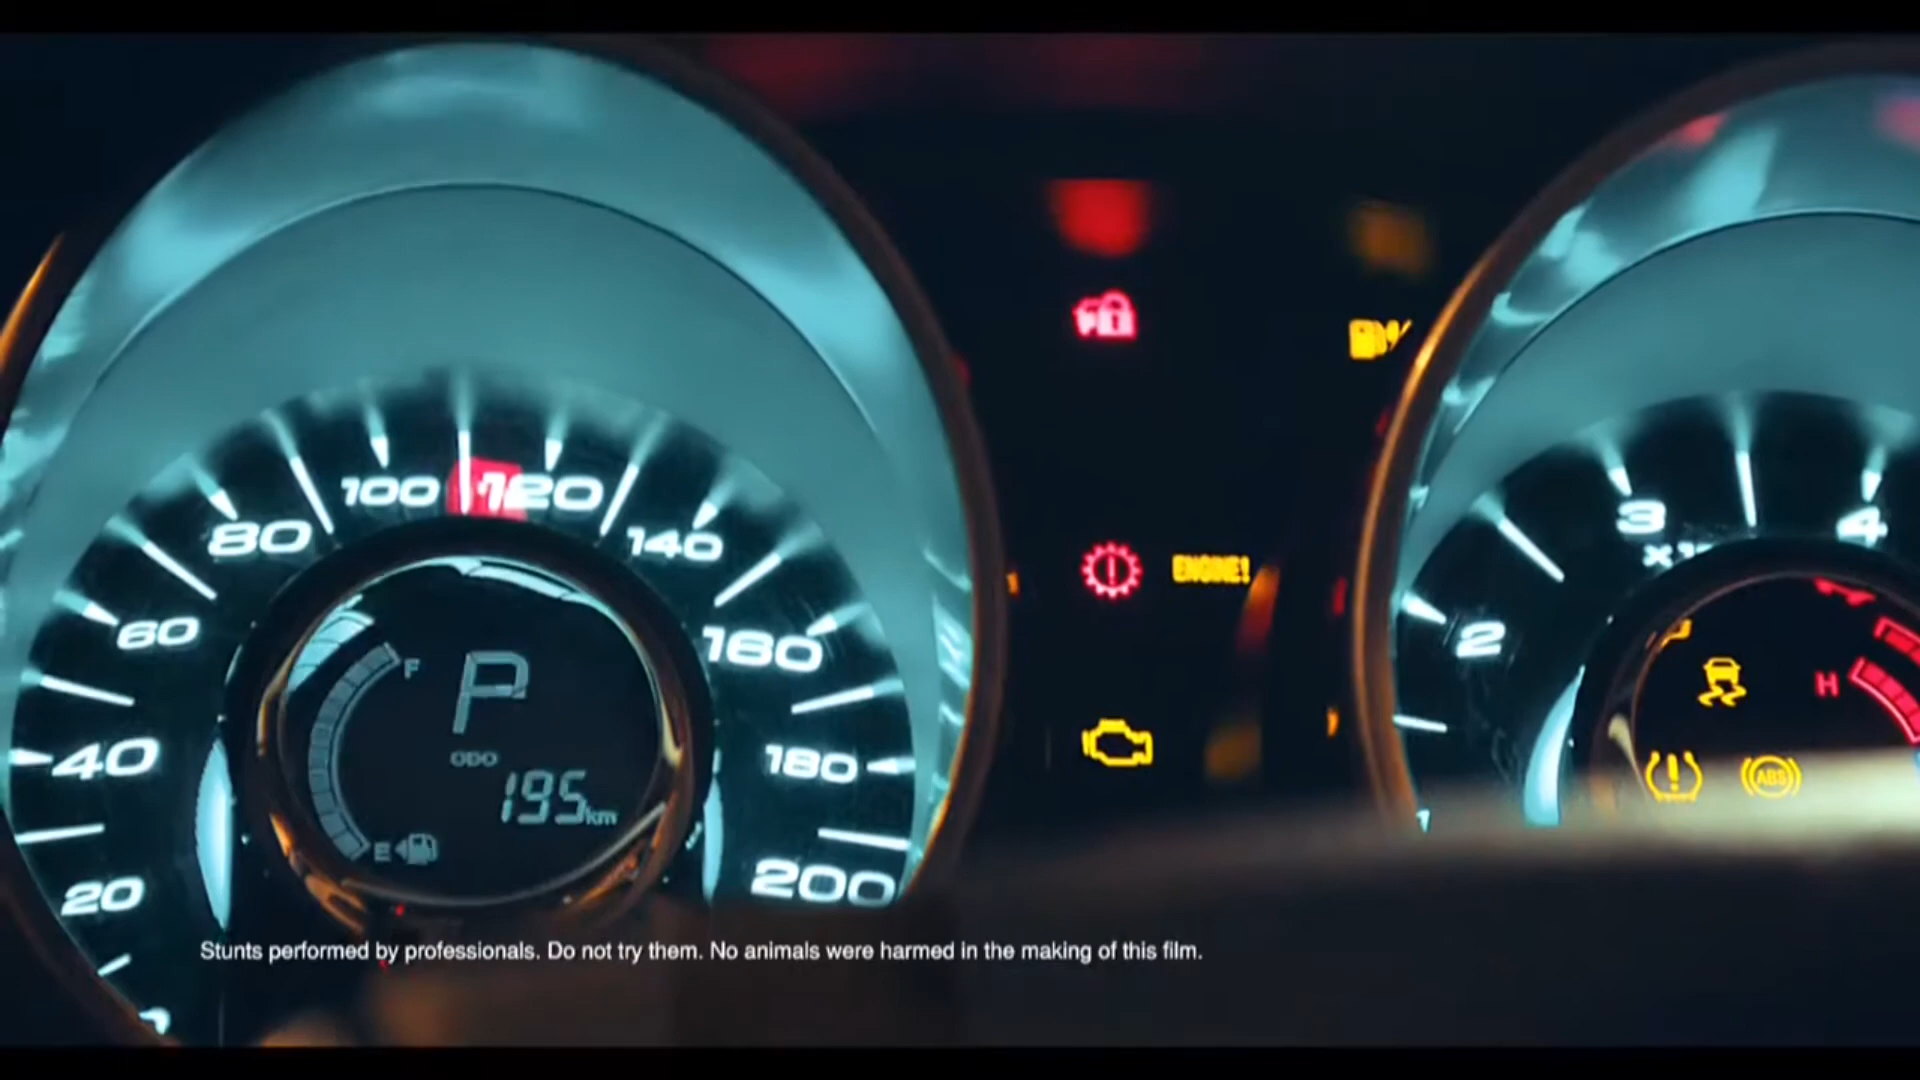 100 120
80 140
60 160
40 180
20 200
F
P
ODO
195km
E
ENGINE!
3 4
2
H
ABS
Stunts performed by professionals. Do not try them. No animals were harmed in the making of this film.